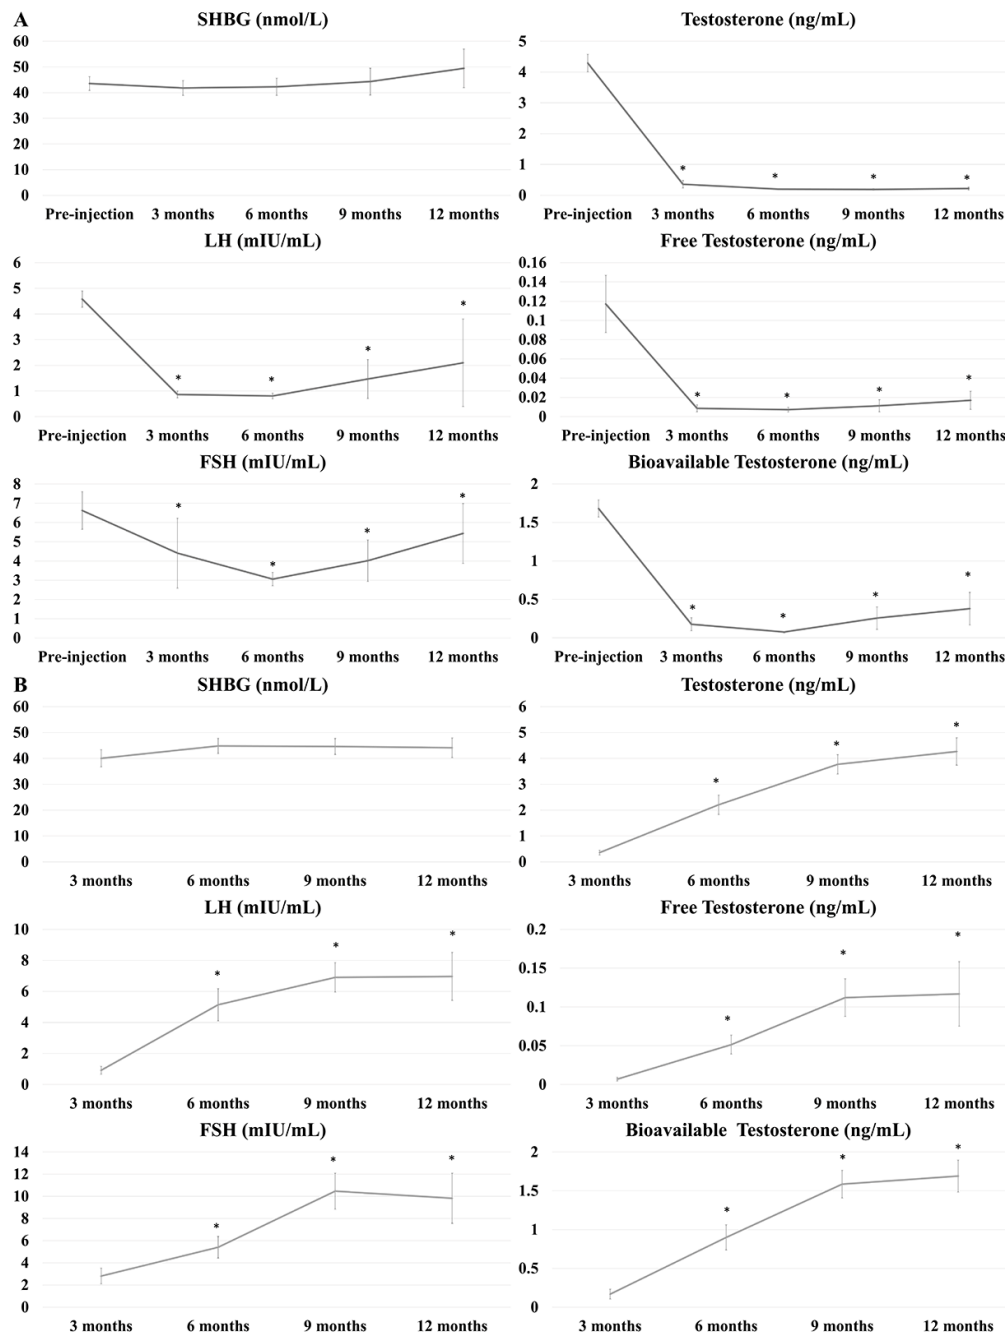 A
SHBG (nmol/L)
60
50
40
30
20
10
0
Pre-injection 3 months 6 months 9 months 12 months
Testosterone (ng/mL)
5
4
3
2
1
0
* * * *
Pre-injection 3 months 6 months 9 months 12 months
LH (mIU/mL)
6
5
4
3
2
1
0
* * * *
Pre-injection 3 months 6 months 9 months 12 months
Free Testosterone (ng/mL)
0.16
0.14
0.12
0.1
0.08
0.06
0.04
0.02
0
* * * *
Pre-injection 3 months 6 months 9 months 12 months
FSH (mIU/mL)
8
7
6
5
4
3
2
1
0
* * * *
Pre-injection 3 months 6 months 9 months 12 months
Bioavailable Testosterone (ng/mL)
2
1.5
1
0.5
0
* * * *
Pre-injection 3 months 6 months 9 months 12 months
B
SHBG (nmol/L)
60
50
40
30
20
10
0
3 months 6 months 9 months 12 months
Testosterone (ng/mL)
6
5
4
3
2
1
0
* * *
3 months 6 months 9 months 12 months
LH (mIU/mL)
10
8
6
4
2
0
* * *
3 months 6 months 9 months 12 months
Free Testosterone (ng/mL)
0.2
0.15
0.1
0.05
0
* * *
3 months 6 months 9 months 12 months
FSH (mIU/mL)
14
12
10
8
6
4
2
0
* * *
3 months 6 months 9 months 12 months
Bioavailable Testosterone (ng/mL)
2
1.5
1
0.5
0
* * *
3 months 6 months 9 months 12 months